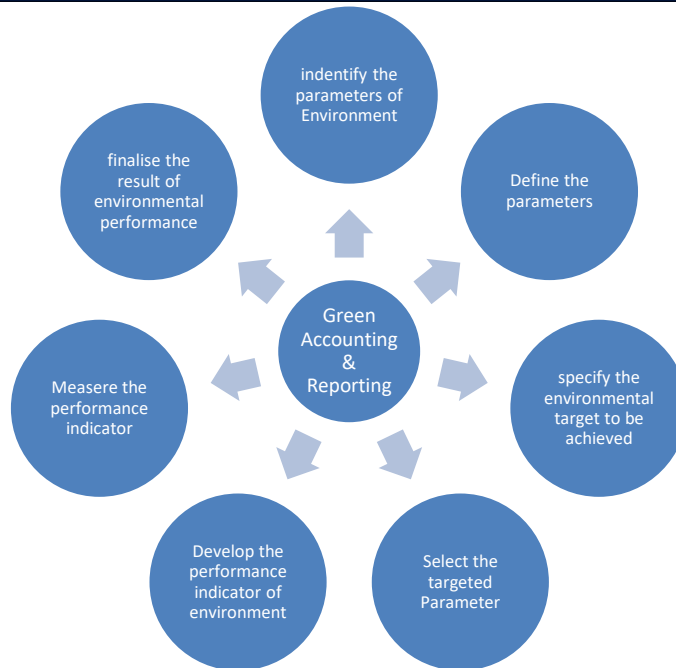 indentify the
parameters of
Environment
Define the
parameters
specify the
environmental
target to be
achieved
Select the
targeted
Parameter
Develop the
performance
indicator of
environment
Measere the
performance
indicator
finalise the
result of
environmental
performance
Green
Accounting
&
Reporting